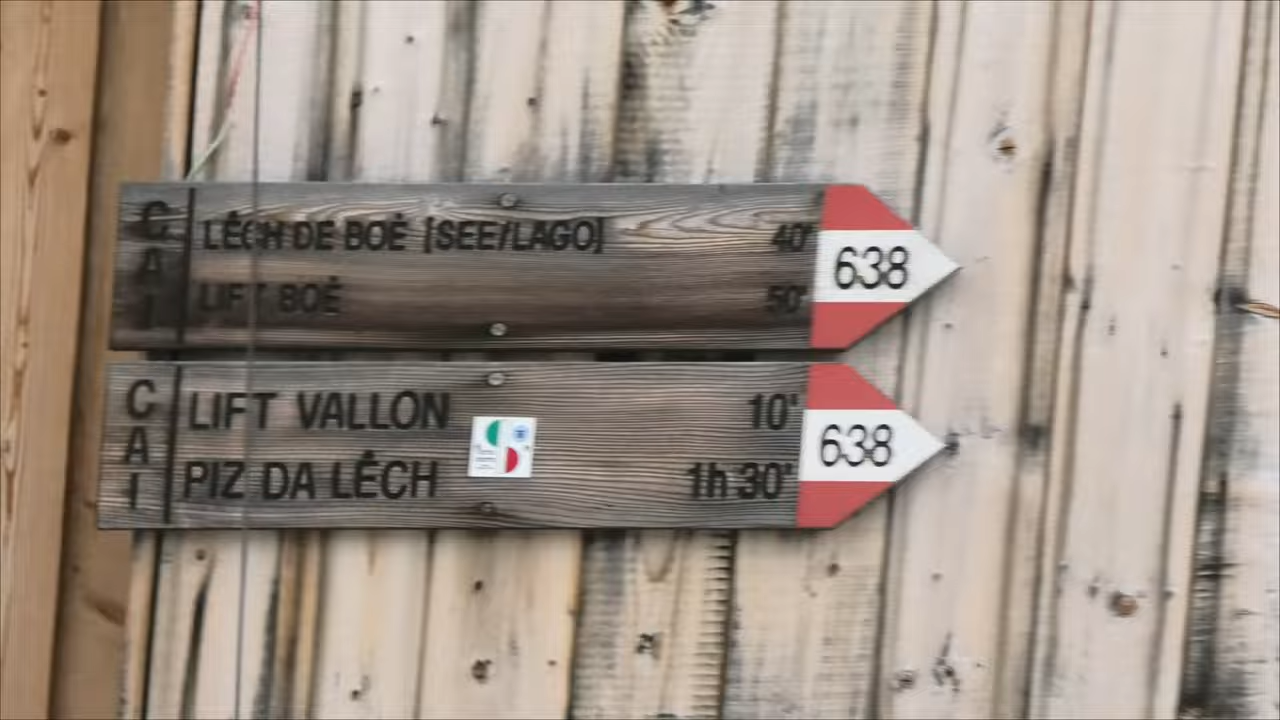 CAI
LÊCH DE BOÈ [SEE/LAGO] 40'
LIFT BOÈ 50'
638
CAI
LIFT VALLON 10'
PIZ DA LÊCH 1h 30'
638